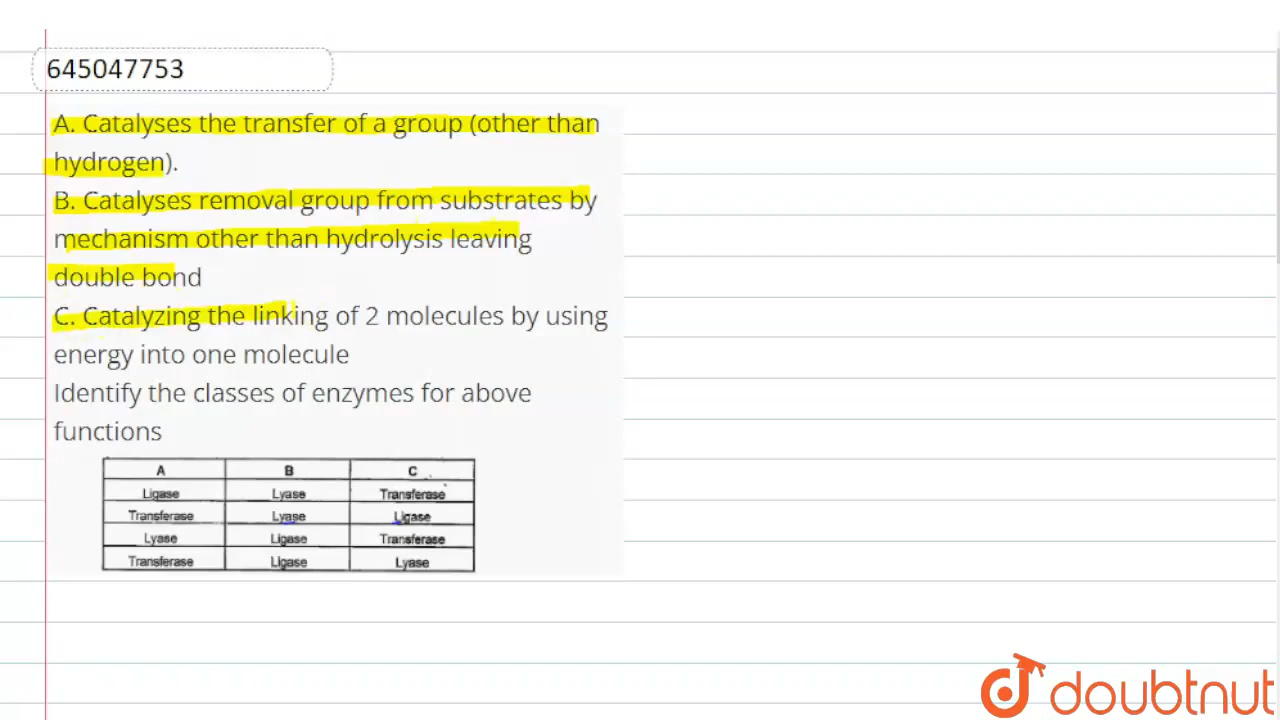 645047753
A. Catalyses the transfer of a group (other than
hydrogen).
B. Catalyses removal group from substrates by
mechanism other than hydrolysis leaving
double bond
C. Catalyzing the linking of 2 molecules by using
energy into one molecule
Identify the classes of enzymes for above
functions
A B C
Ligase Lyase Transferase
Transferase Lyase Ligase
Lyase Ligase Transferase
Transferase Ligase Lyase
doubtnut